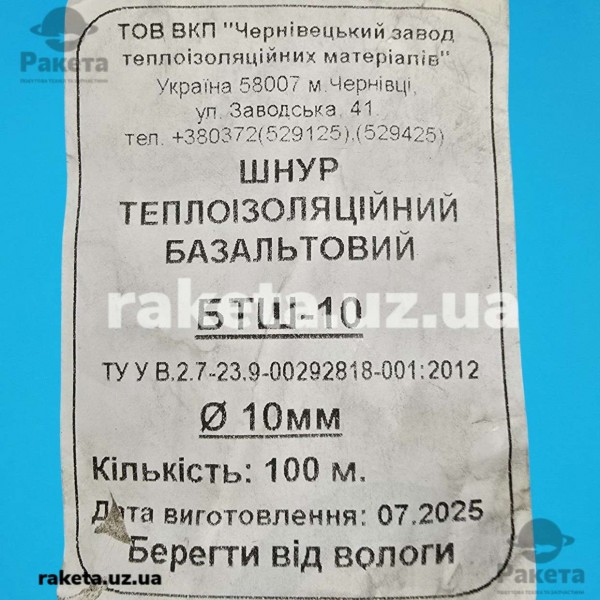 Ракета
ТОВ ВКП "Чернівецький завод
теплоізоляційних матеріалів"
Україна 58007 м.Чернівці,
ул. Заводська, 41.
тел. +380372(529125),(529425)
ШНУР
ТЕПЛОІЗОЛЯЦІЙНИЙ
БАЗАЛЬТОВИЙ
raketa.uz.ua
БТШ-10
ТУ У В.2.7-23.9-00292818-001:2012
Ø 10мм
Кількість: 100 м.
Дата виготовлення: 07.2025
Берегти від вологи
raketa.uz.ua
Ракета